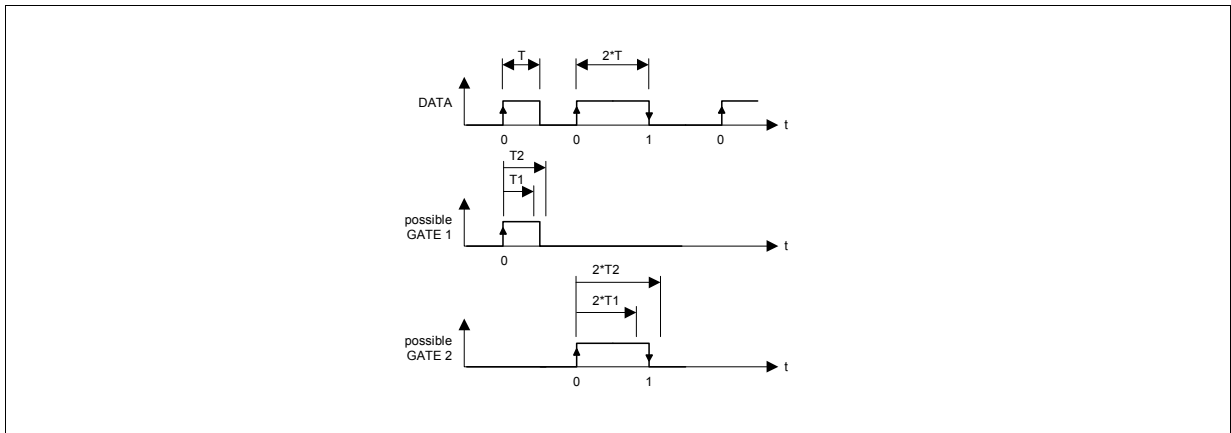 T 2*T
DATA
t
0 0 1 0
T2
T1
possible
GATE 1
t
0
2*T2
2*T1
possible
GATE 2
t
0 1